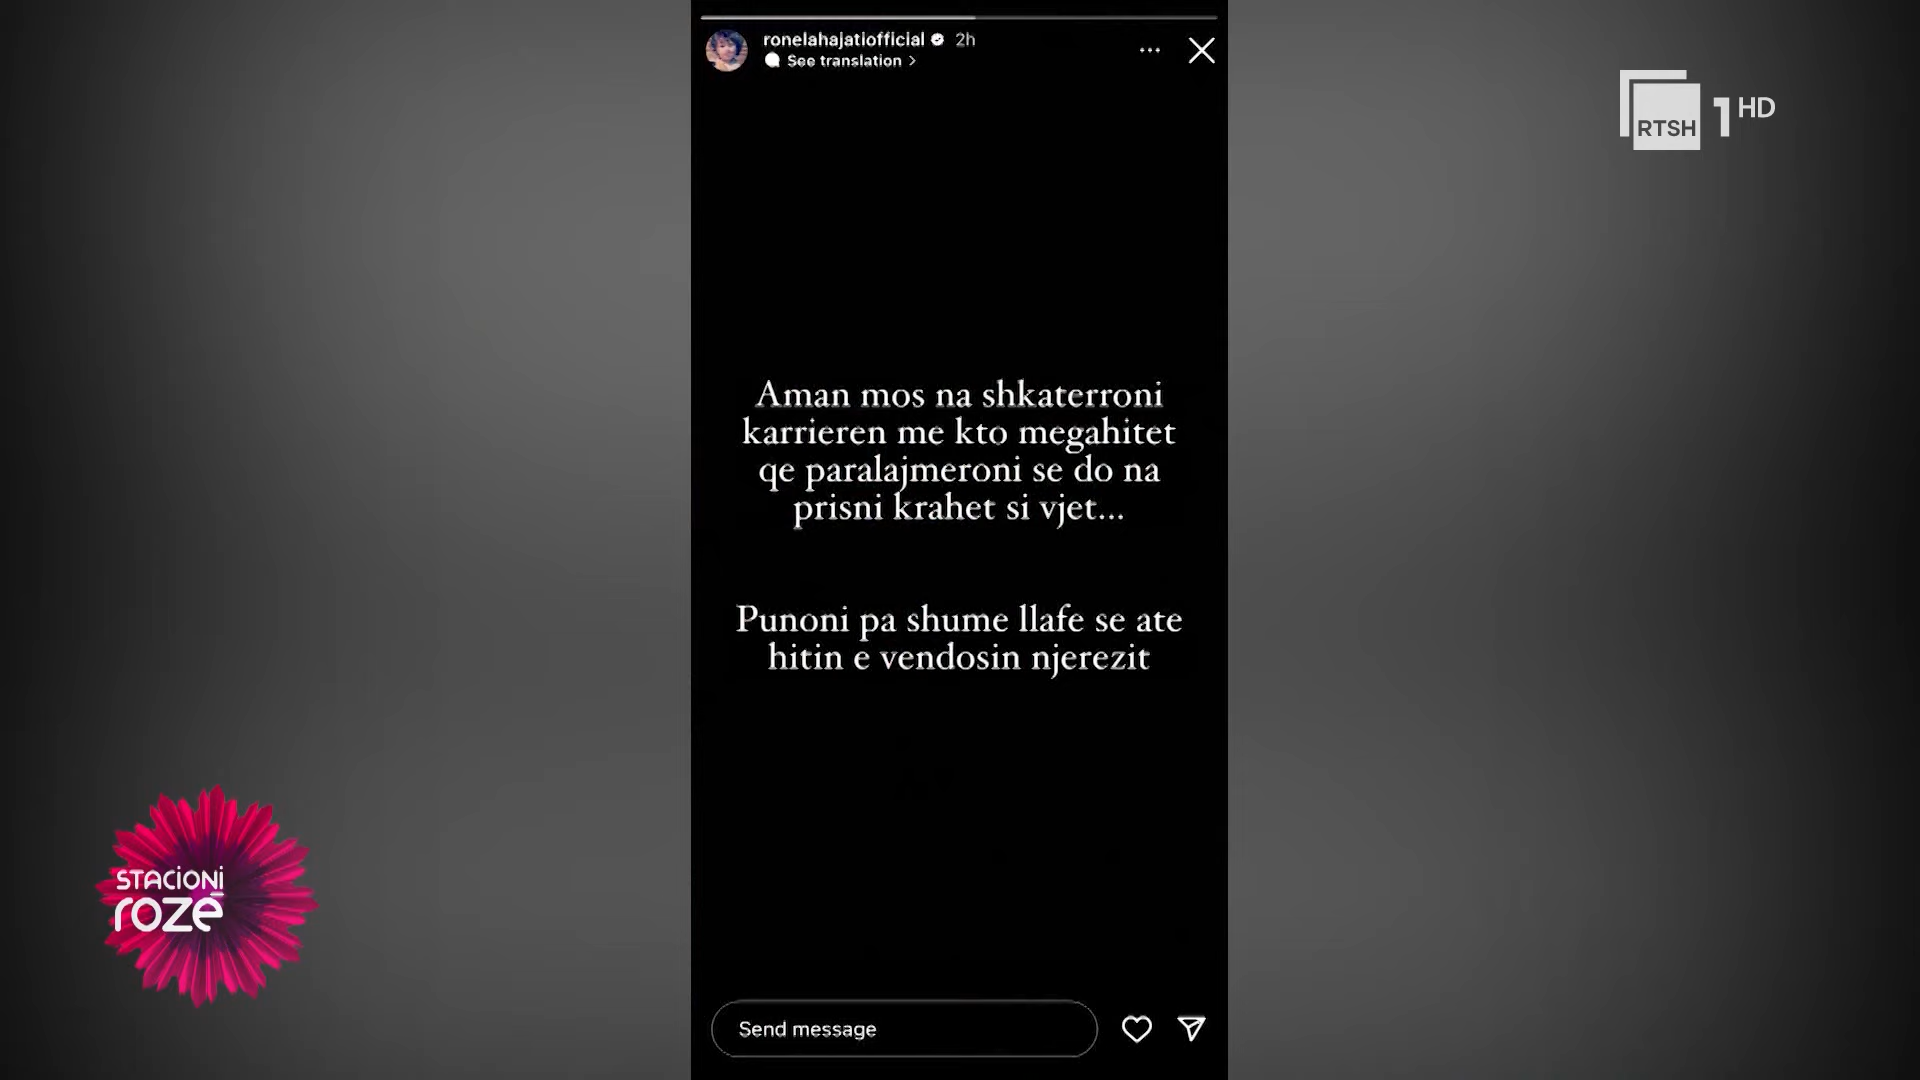 ronelahajatiofficial 2h
See translation >
RTSH 1 HD
Aman mos na shkaterroni
karrieren me kto megahitet
qe paralajmeroni se do na
prisni krahet si vjet...
Punoni pa shume llafe se ate
hitin e vendosin njerezit
STACIONI
rozë
Send message